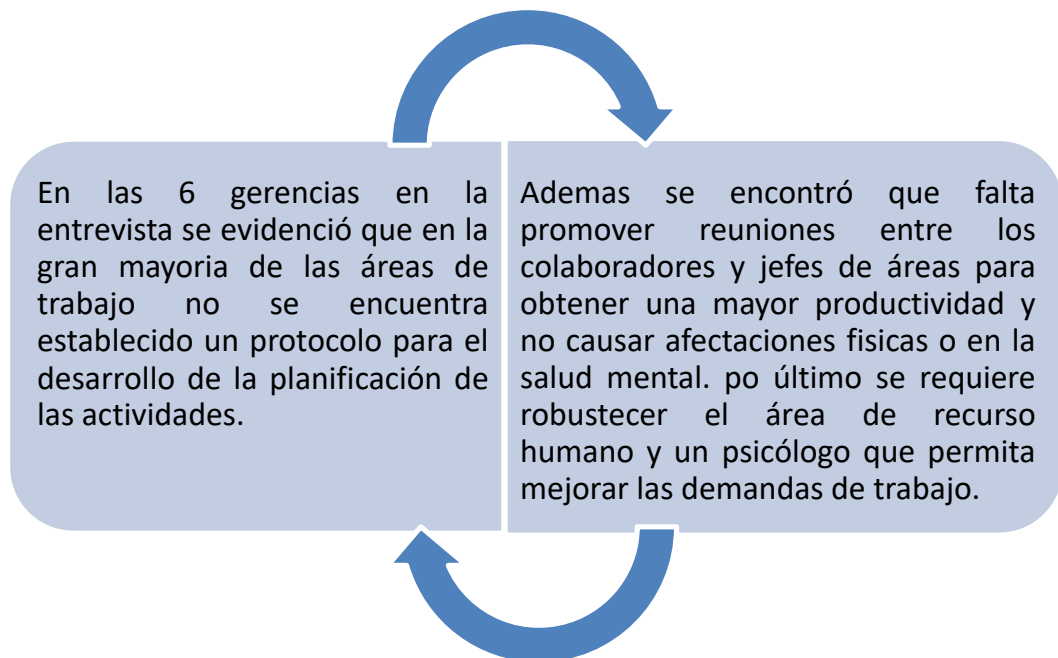 En las 6 gerencias en la
entrevista se evidenció que en la
gran mayoria de las áreas de
trabajo no se encuentra
establecido un protocolo para el
desarrollo de la planificación de
las actividades.
Ademas se encontró que falta
promover reuniones entre los
colaboradores y jefes de áreas para
obtener una mayor productividad y
no causar afectaciones fisicas o en la
salud mental. po último se requiere
robustecer el área de recurso
humano y un psicólogo que permita
mejorar las demandas de trabajo.